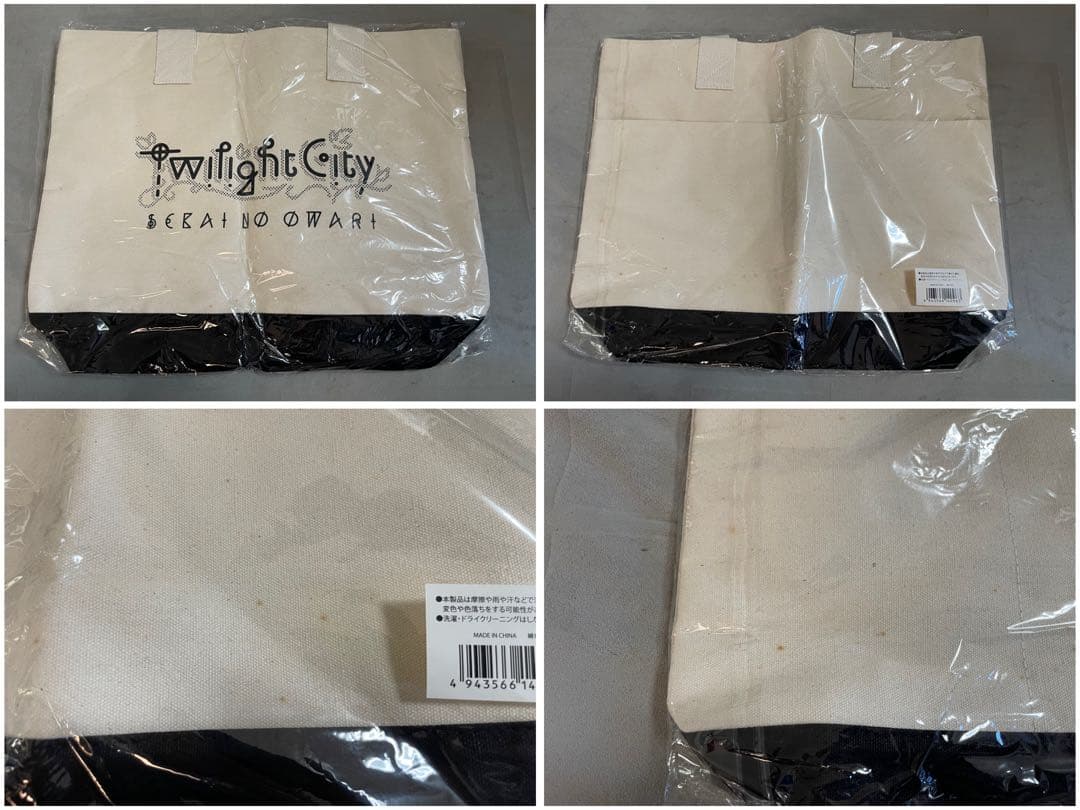 Twilight City
SEKAI NO OWARI
●本製品は摩擦や雨や汗などで
変色や色落ちをする可能性が
●洗濯・ドライクリーニングはし
MADE IN CHINA 綿
4 943566 14